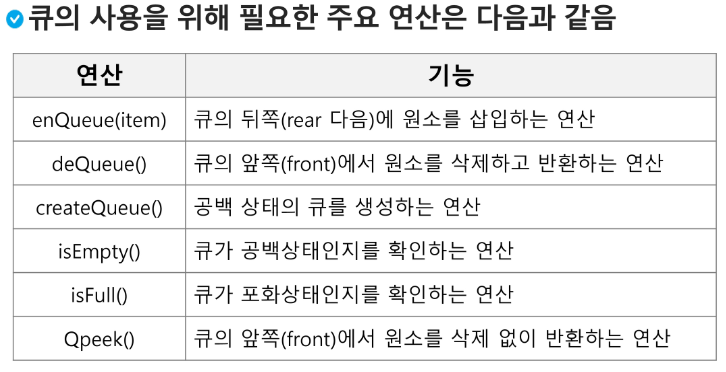 큐의 사용을 위해 필요한 주요 연산은 다음과 같음
연산 기능
enQueue(item) 큐의 뒤쪽(rear 다음)에 원소를 삽입하는 연산
deQueue() 큐의 앞쪽(front)에서 원소를 삭제하고 반환하는 연산
createQueue() 공백 상태의 큐를 생성하는 연산
isEmpty() 큐가 공백상태인지를 확인하는 연산
isFull() 큐가 포화상태인지를 확인하는 연산
Qpeek() 큐의 앞쪽(front)에서 원소를 삭제 없이 반환하는 연산